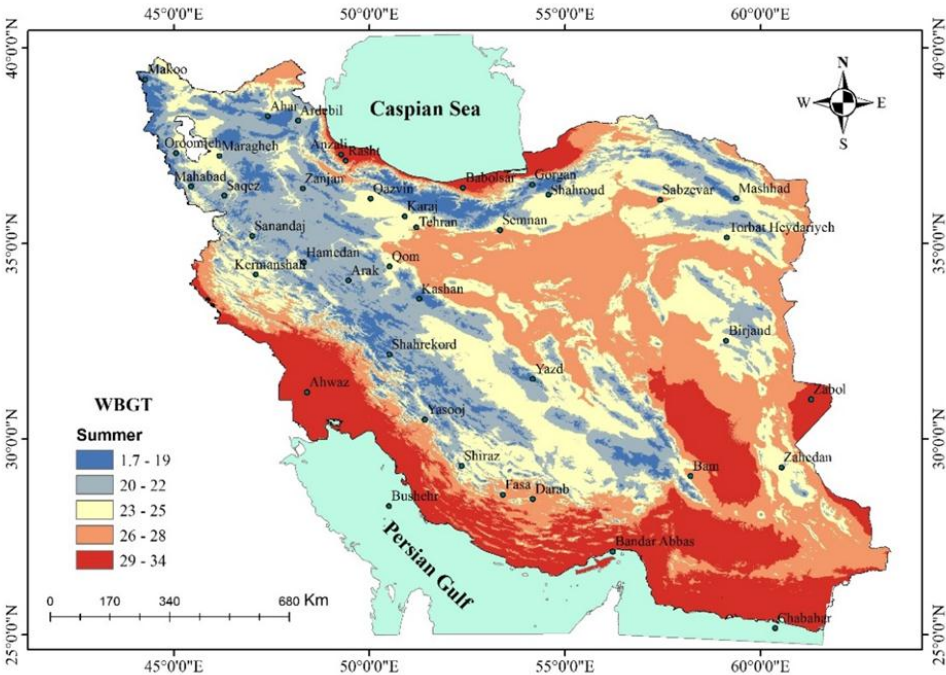 45°0'0"E 50°0'0"E 55°0'0"E 60°0'0"E
40°0'0"N
40°0'0"N
35°0'0"N
35°0'0"N
30°0'0"N
30°0'0"N
25°0'0"N
25°0'0"N
N
W E
S
Caspian Sea
Makoo
Ahar
Ardebil
Anzali
Rasht
Oroomieh
Maragheh
Mahabad
Saqez
Zanjan
Qazvin
Babolsar
Gorgan
Shahroud
Sabzevar
Mashhad
Karaj
Tehran
Semnan
Torbat Heydariyeh
Sanandaj
Hamedan
Kermanshah
Arak
Qom
Kashan
Birjand
Shahrekord
Yazd
Ahwaz
Zabol
Yasooj
Shiraz
Bam
Zahedan
Fasa
Darab
Bushehr
Bandar Abbas
Chabahar
Persian Gulf
WBGT
Summer
1.7 - 19
20 - 22
23 - 25
26 - 28
29 - 34
0 170 340 680 Km
45°0'0"E 50°0'0"E 55°0'0"E 60°0'0"E